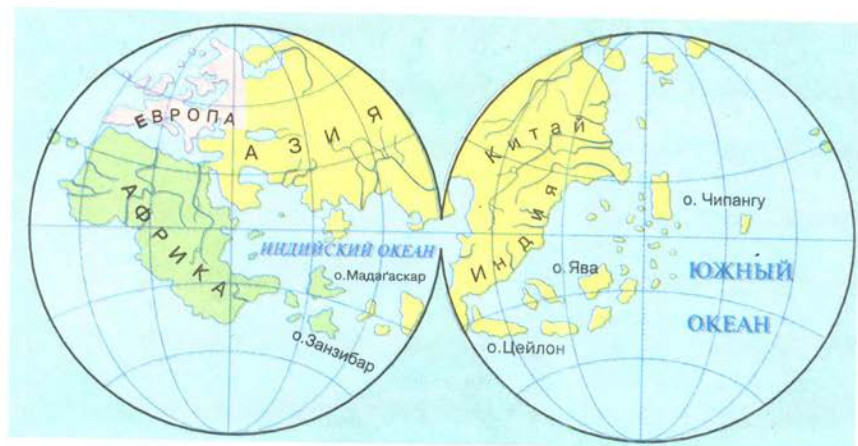 ЕВРОПА
АЗИЯ
АФРИКА
ИНДИЙСКИЙ ОКЕАН
о.Мадагаскар
о.Занзибар
Китай
Индия
о. Чипангу
о.Ява
ЮЖНЫЙ
ОКЕАН
о.Цейлон